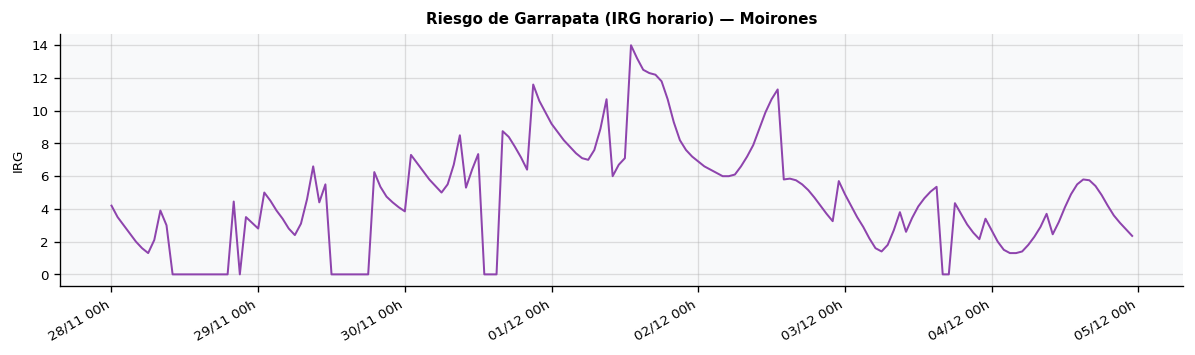 Riesgo de Garrapata (IRG horario) — Moirones
IRG
14
12
10
8
6
4
2
0
28/11 00h
29/11 00h
30/11 00h
01/12 00h
02/12 00h
03/12 00h
04/12 00h
05/12 00h